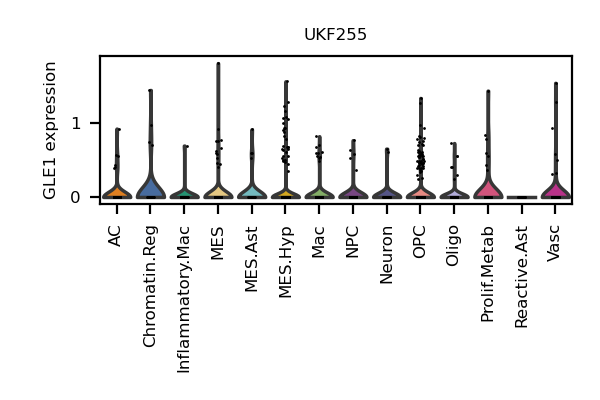 UKF255
GLE1 expression
1
0
AC
Chromatin.Reg
Inflammatory.Mac
MES
MES.Ast
MES.Hyp
Mac
NPC
Neuron
OPC
Oligo
Prolif.Metab
Reactive.Ast
Vasc